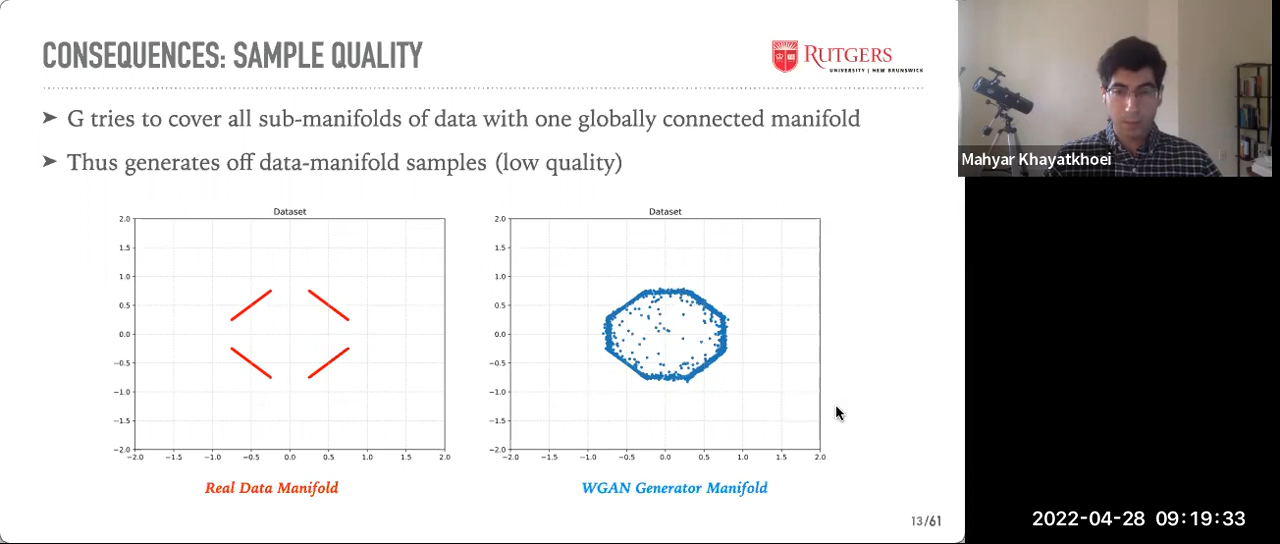 CONSEQUENCES: SAMPLE QUALITY
RUTGERS
UNIVERSITY | NEW BRUNSWICK
➤ G tries to cover all sub-manifolds of data with one globally connected manifold
➤ Thus generates off data-manifold samples (low quality)
Dataset
2.0
1.5
1.0
0.5
0.0
−0.5
−1.0
−1.5
−2.0
−2.0 −1.5 −1.0 −0.5 0.0 0.5 1.0 1.5 2.0
Real Data Manifold
Dataset
2.0
1.5
1.0
0.5
0.0
−0.5
−1.0
−1.5
−2.0
−2.0 −1.5 −1.0 −0.5 0.0 0.5 1.0 1.5 2.0
WGAN Generator Manifold
13/61
Mahyar Khayatkhoei
2022-04-28 09:19:33